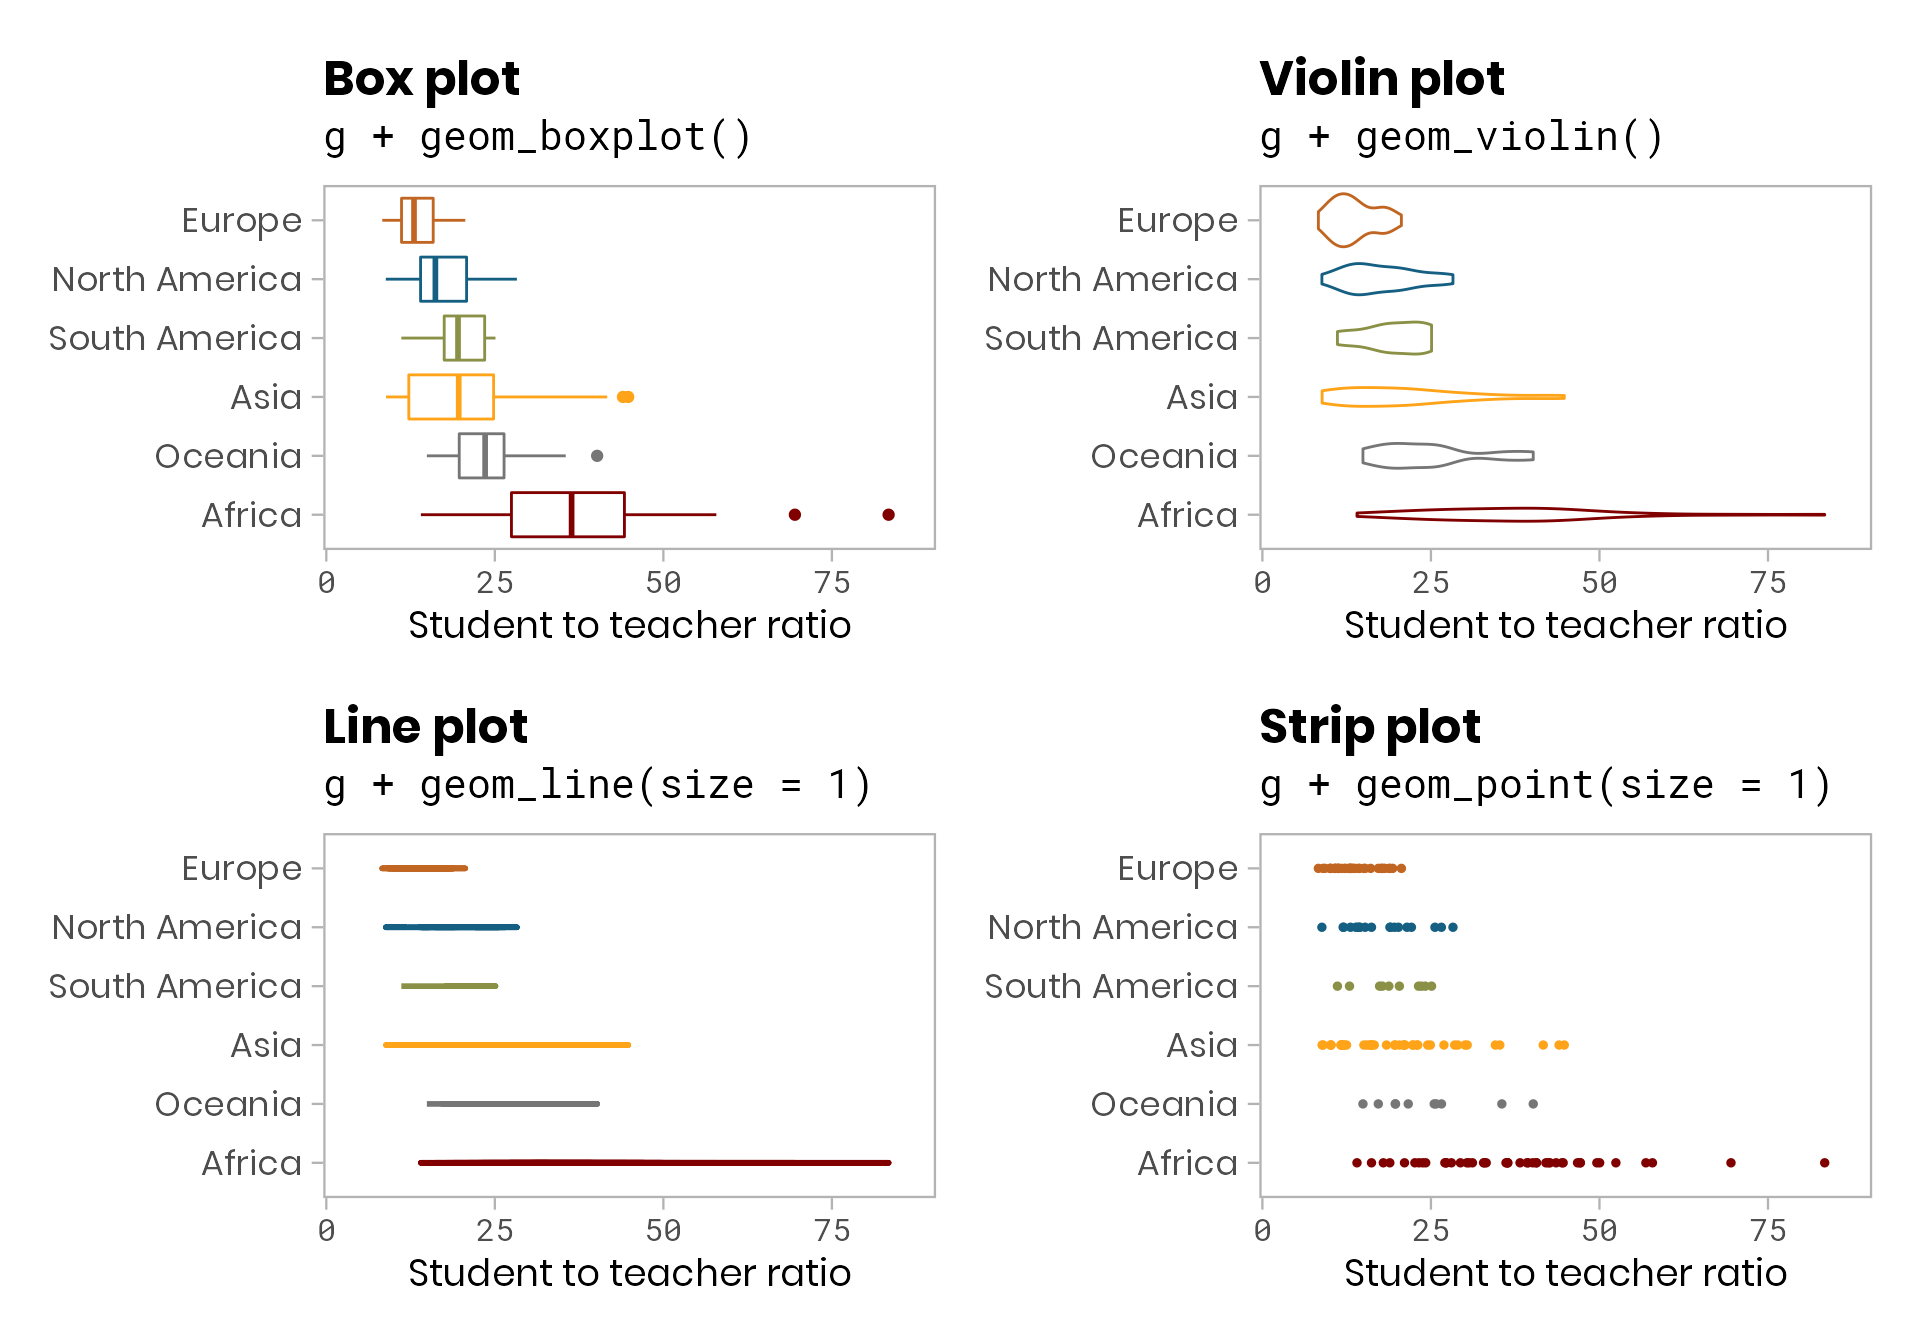 Box plot
g + geom_boxplot()
Europe
North America
South America
Asia
Oceania
Africa
0 25 50 75
Student to teacher ratio
Violin plot
g + geom_violin()
Europe
North America
South America
Asia
Oceania
Africa
0 25 50 75
Student to teacher ratio
Line plot
g + geom_line(size = 1)
Europe
North America
South America
Asia
Oceania
Africa
0 25 50 75
Student to teacher ratio
Strip plot
g + geom_point(size = 1)
Europe
North America
South America
Asia
Oceania
Africa
0 25 50 75
Student to teacher ratio